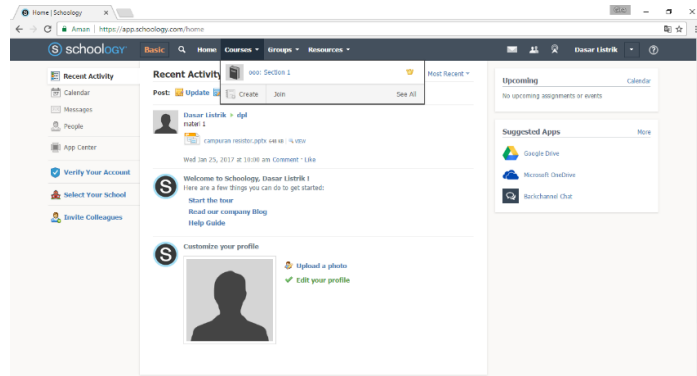 Home | Schoology
Aman | https://app.schoology.com/home
S schoology Basic Home Courses Groups Resources Dasar Listrik
Recent Activity
Calendar
Messages
People
App Center
Verify Your Account
Select Your School
Invite Colleagues
Recent Activity Most Recent
Section 1
Create Join See All
Post: Update
Dasar Listrik ▸ dpl
materi 1
campuran resistor.pptx
Wed Jan 25, 2017 at 10:00 am Comment · Like
Welcome to Schoology, Dasar Listrik !
Here are a few things you can do to get started:
Start the tour
Read our company Blog
Help Guide
Customize your profile
Upload a photo
Edit your profile
Upcoming Calendar
No upcoming assignments or events
Suggested Apps More
Google Drive
Microsoft OneDrive
Backchannel Chat